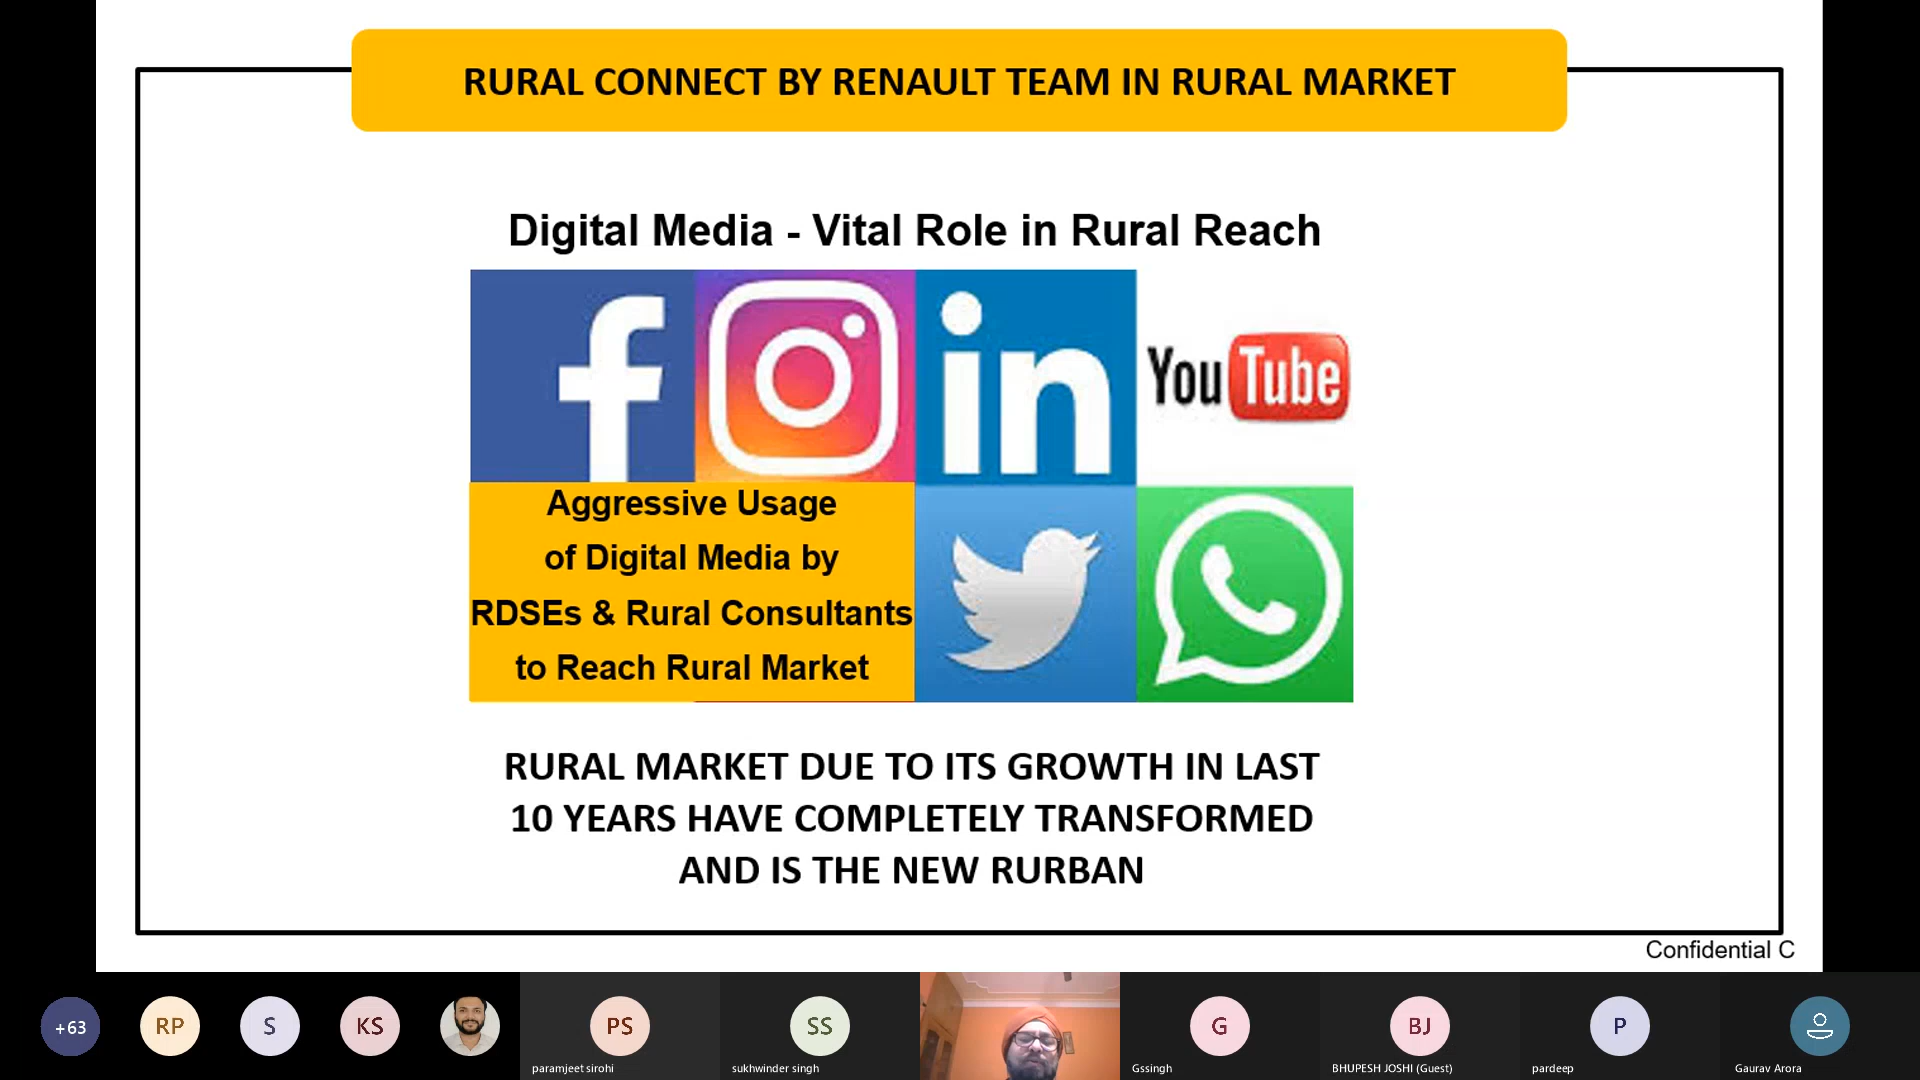 RURAL CONNECT BY RENAULT TEAM IN RURAL MARKET
Digital Media - Vital Role in Rural Reach
f
in
You Tube
Aggressive Usage
of Digital Media by
RDSEs & Rural Consultants
to Reach Rural Market
RURAL MARKET DUE TO ITS GROWTH IN LAST
10 YEARS HAVE COMPLETELY TRANSFORMED
AND IS THE NEW RURBAN
Confidential C
+63
RP
S
KS
PS
paramjeet sirohi
SS
sukhwinder singh
G
Gssingh
BJ
BHUPESH JOSHI (Guest)
P
pardeep
Gaurav Arora